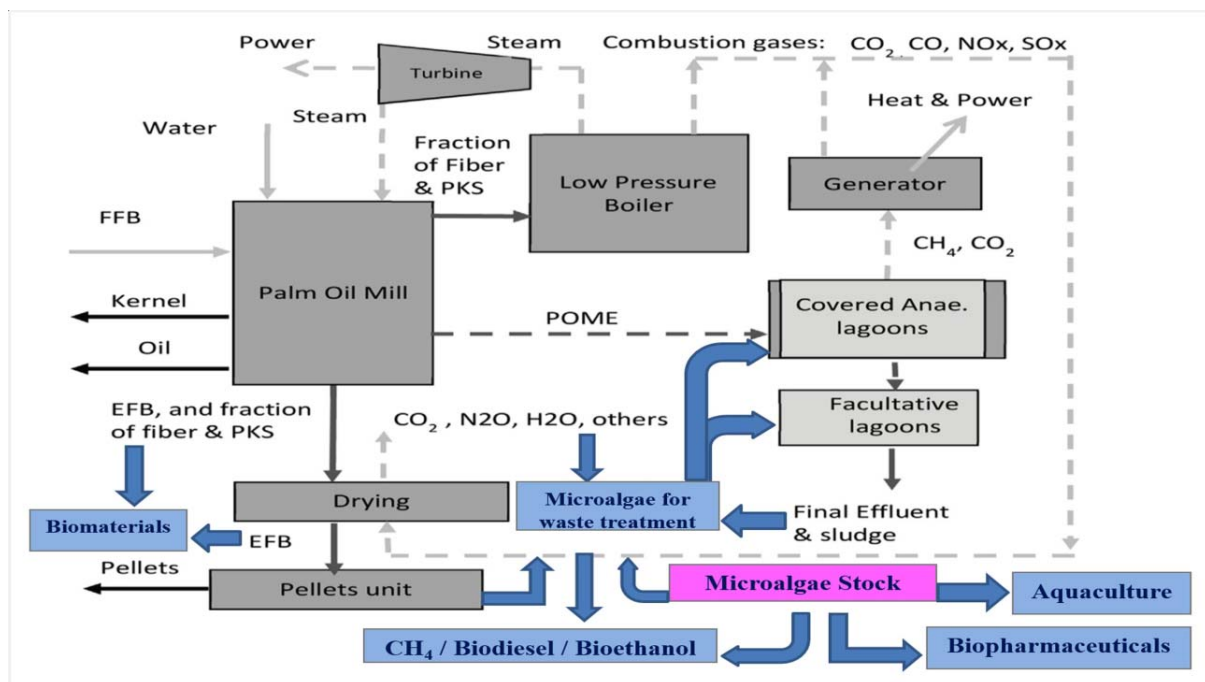 Power
Steam
Combustion gases: CO2, CO, NOx, SOx
Turbine
Heat & Power
Water
Steam
Fraction
of Fiber
& PKS
Low Pressure
Boiler
Generator
FFB
CH4, CO2
Palm Oil Mill
Kernel
POME
Covered Anae.
lagoons
Oil
EFB, and fraction
of fiber & PKS
CO2 , N2O, H2O, others
Facultative
lagoons
Drying
Microalgae for
waste treatment
Final Effluent
& sludge
Biomaterials
EFB
Pellets
Pellets unit
Microalgae Stock
Aquaculture
CH4 / Biodiesel / Bioethanol
Biopharmaceuticals